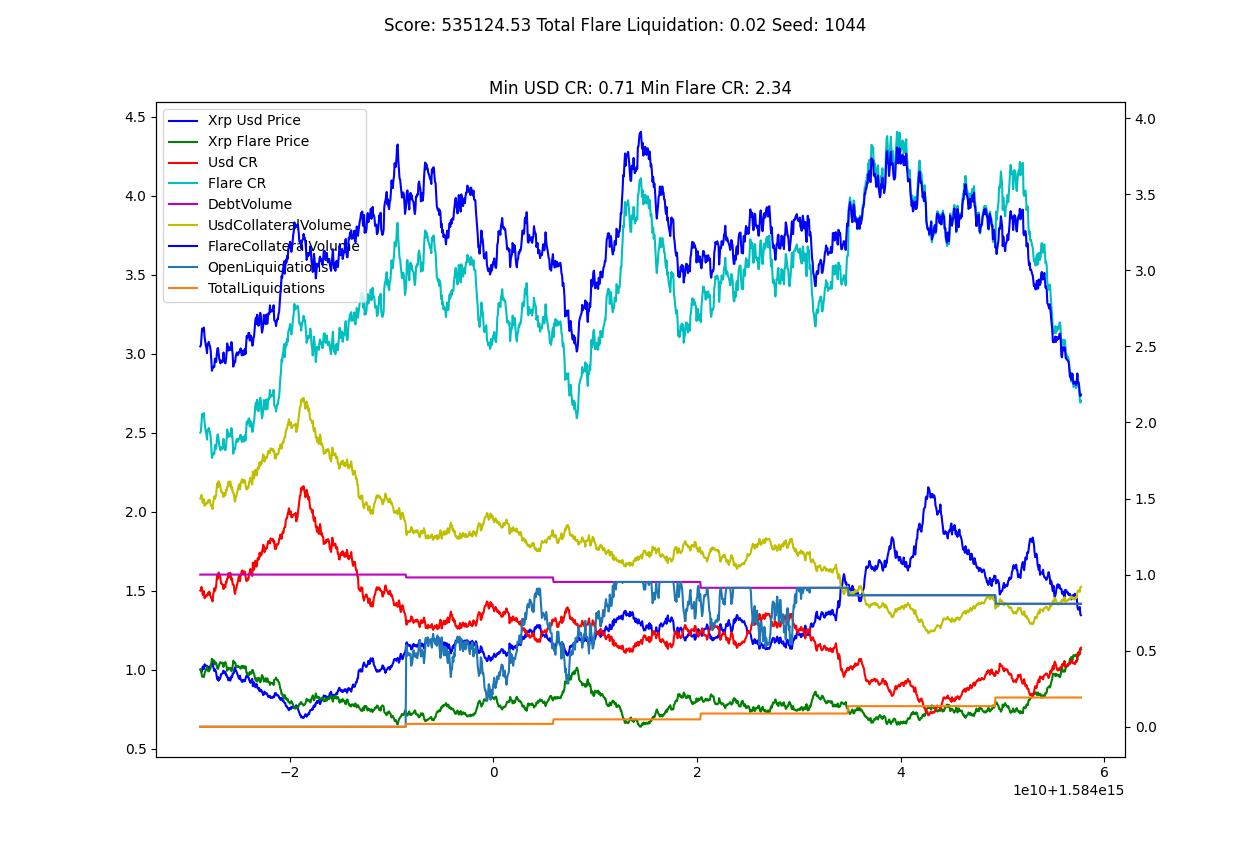 Score: 535124.53 Total Flare Liquidation: 0.02 Seed: 1044
Min USD CR: 0.71 Min Flare CR: 2.34
Xrp Usd Price
Xrp Flare Price
Usd CR
Flare CR
DebtVolume
UsdCollateralVolume
FlareCollateralVolume
OpenLiquidations
TotalLiquidations
4.5
4.0
3.5
3.0
2.5
2.0
1.5
1.0
0.5
4.0
3.5
3.0
2.5
2.0
1.5
1.0
0.5
0.0
−2
0
2
4
6
1e10+1.584e15